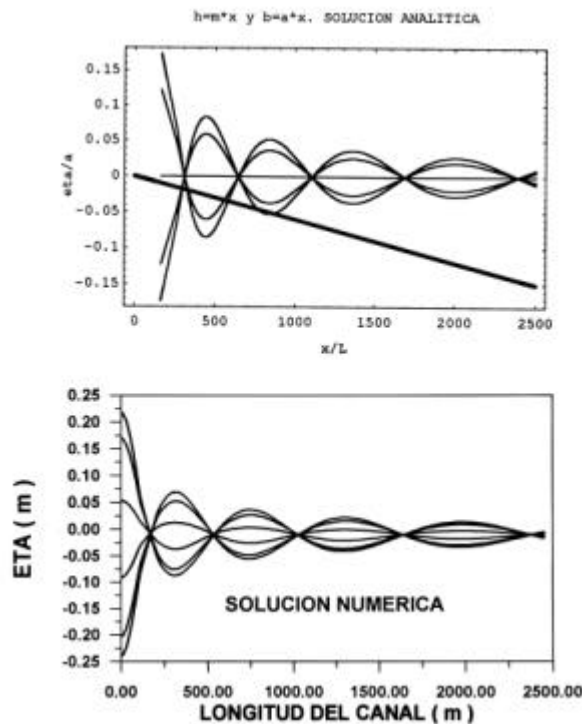 h=m*x y b=a*x. SOLUCION ANALITICA
0.15
0.1
0.05
0
-0.05
-0.1
-0.15
eta/a
0 500 1000 1500 2000 2500
x/L
0.25
0.20
0.15
0.10
0.05
0.00
-0.05
-0.10
-0.15
-0.20
-0.25
ETA ( m )
SOLUCION NUMERICA
0.00 500.00 1000.00 1500.00 2000.00 2500.00
LONGITUD DEL CANAL ( m )